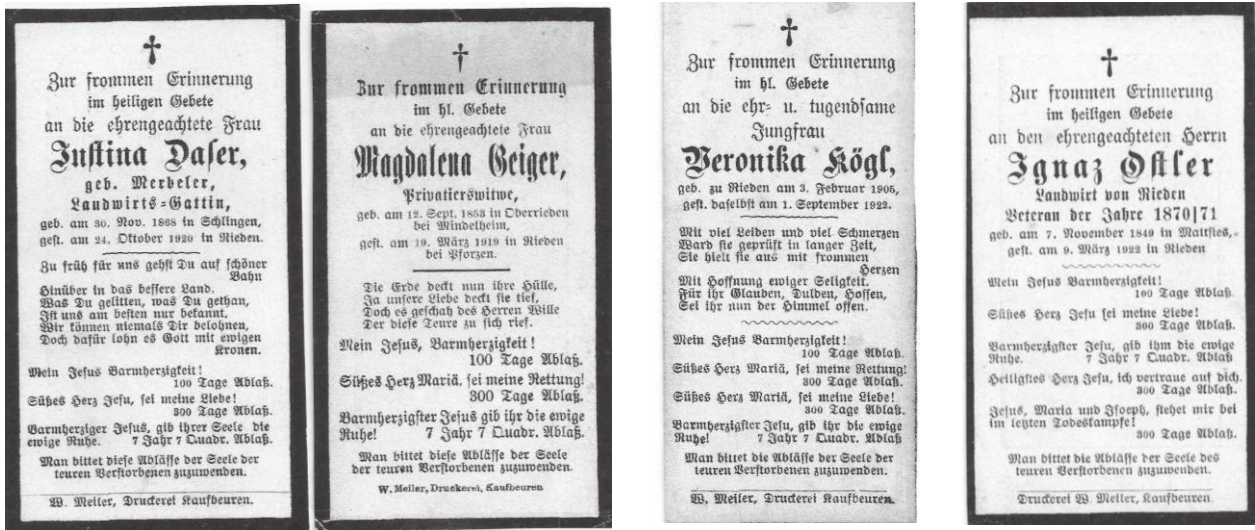 Zur frommen Erinnerung
im heiligen Gebete
an die ehrengeachtete Frau
Justina Daser,
geb. Merbeler,
Landwirts-Gattin,
geb. am 30. Nov. 1868 in Schlingen,
gest. am 24. Oktober 1920 in Rieden.
Zu früh für uns gehst Du auf schöner
Bahn
Hinüber in das bessere Land.
Was Du gelitten, was Du gethan,
Ist uns am besten nur bekannt,
Wir können niemals Dir belohnen,
Doch dafür lohn es Gott mit ewigen
Kronen.
Mein Jesus Barmherzigkeit!
100 Tage Ablaß.
Süßes Herz Jesu, sei meine Liebe!
300 Tage Ablaß.
Barmherziger Jesus, gib ihrer Seele die
ewige Ruhe. 7 Jahr 7 Quadr. Ablaß.
Man bittet diese Ablässe der Seele der
teuren Verstorbenen zuzuwenden.
W. Meiler, Druckerei Kaufbeuren.
Zur frommen Erinnerung
im hl. Gebete
an die ehrengeachtete Frau
Magdalena Geiger,
Privatierswitwe,
geb. am 12. Sept. 1853 in Oberrieden
bei Mindelheim,
gest. am 19. März 1919 in Rieden
bei Pforzen.
Die Erde deckt nun ihre Hülle,
Ja unsere Liebe deckt sie tief,
Doch es geschah des Herren Wille
Der diese Teure zu sich rief.
Mein Jesus, Barmherzigkeit!
100 Tage Ablaß.
Süßes Herz Mariä, sei meine Rettung!
300 Tage Ablaß.
Barmherzigster Jesus gib ihr die ewige
Ruhe! 7 Jahr 7 Quadr. Ablaß.
Man bittet diese Ablässe der Seele
der teuren Verstorbenen zuzuwenden.
W. Meiler, Druckerei, Kaufbeuren
Zur frommen Erinnerung
im hl. Gebete
an die ehr- u. tugendsame
Jungfrau
Veronika Kögl,
geb. zu Rieden am 3. Februar 1905,
gest. daselbst am 1. September 1922.
Mit viel Leiden und viel Schmerzen
Ward sie geprüft in langer Zeit,
Sie hielt sie aus mit frommen
Herzen
Mit Hoffnung ewiger Seligkeit.
Für ihr Glauben, Dulden, Hoffen,
Sei ihr nun der Himmel offen.
Mein Jesus Barmherzigkeit!
100 Tage Ablaß.
Süßes Herz Mariä, sei meine Rettung!
300 Tage Ablaß.
Süßes Herz Mariä, sei meine Liebe!
300 Tage Ablaß.
Barmherzigster Jesu, gib ihr die ewige
Ruhe! 7 Jahr 7 Quadr. Ablaß.
Man bittet die Ablässe der Seele der
teuren Verstorbenen zuzuwenden.
W. Meiler, Druckerei Kaufbeuren.
Zur frommen Erinnerung
im heiligen Gebete
an den ehrengeachteten Herrn
Ignaz Ostler
Landwirt von Rieden
Veteran der Jahre 1870|71
geb. am 7. November 1849 in Mattsies,
gest. am 9. März 1922 in Rieden
Mein Jesus Barmherzigkeit!
100 Tage Ablaß
Süßes Herz Jesu sei meine Liebe!
300 Tage Ablaß.
Barmherzigster Jesu, gib ihm die ewige
Ruhe. 7 Jahr 7 Quadr. Ablaß
Heiligstes Herz Jesu, ich vertraue auf dich.
300 Tage Ablaß.
Jesus, Maria und Jsoeph, stehet mir bei
im letzten Todeskampfe!
300 Tage Ablaß.
Man bittet die Ablässe der Seele des
teuren Verstorbenen zuzuwenden.
Druckerei W. Meiler, Kaufbeuren.